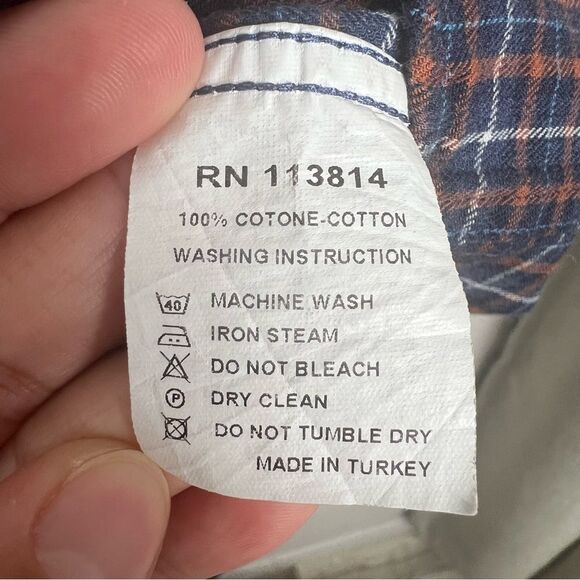 RN 113814
100% COTONE-COTTON
WASHING INSTRUCTION
40 MACHINE WASH
IRON STEAM
DO NOT BLEACH
P DRY CLEAN
DO NOT TUMBLE DRY
MADE IN TURKEY